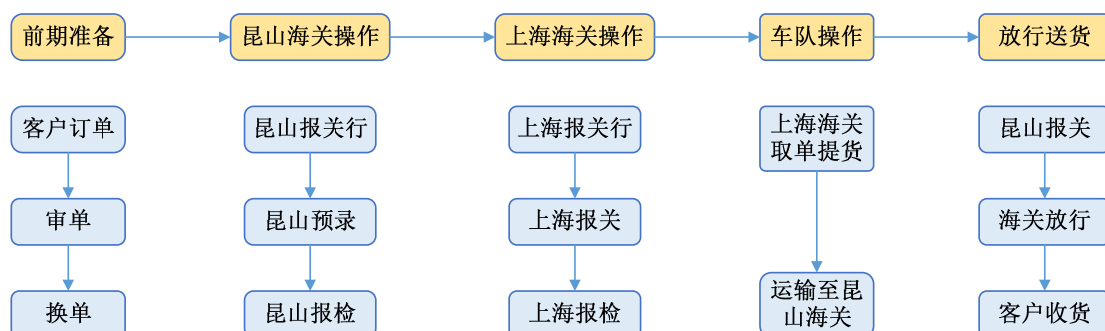 前期准备
昆山海关操作
上海海关操作
车队操作
放行送货
客户订单
昆山报关行
上海报关行
上海海关
取单提货
昆山报关
审单
昆山预录
上海报关
海关放行
换单
昆山报检
上海报检
运输至昆
山海关
客户收货